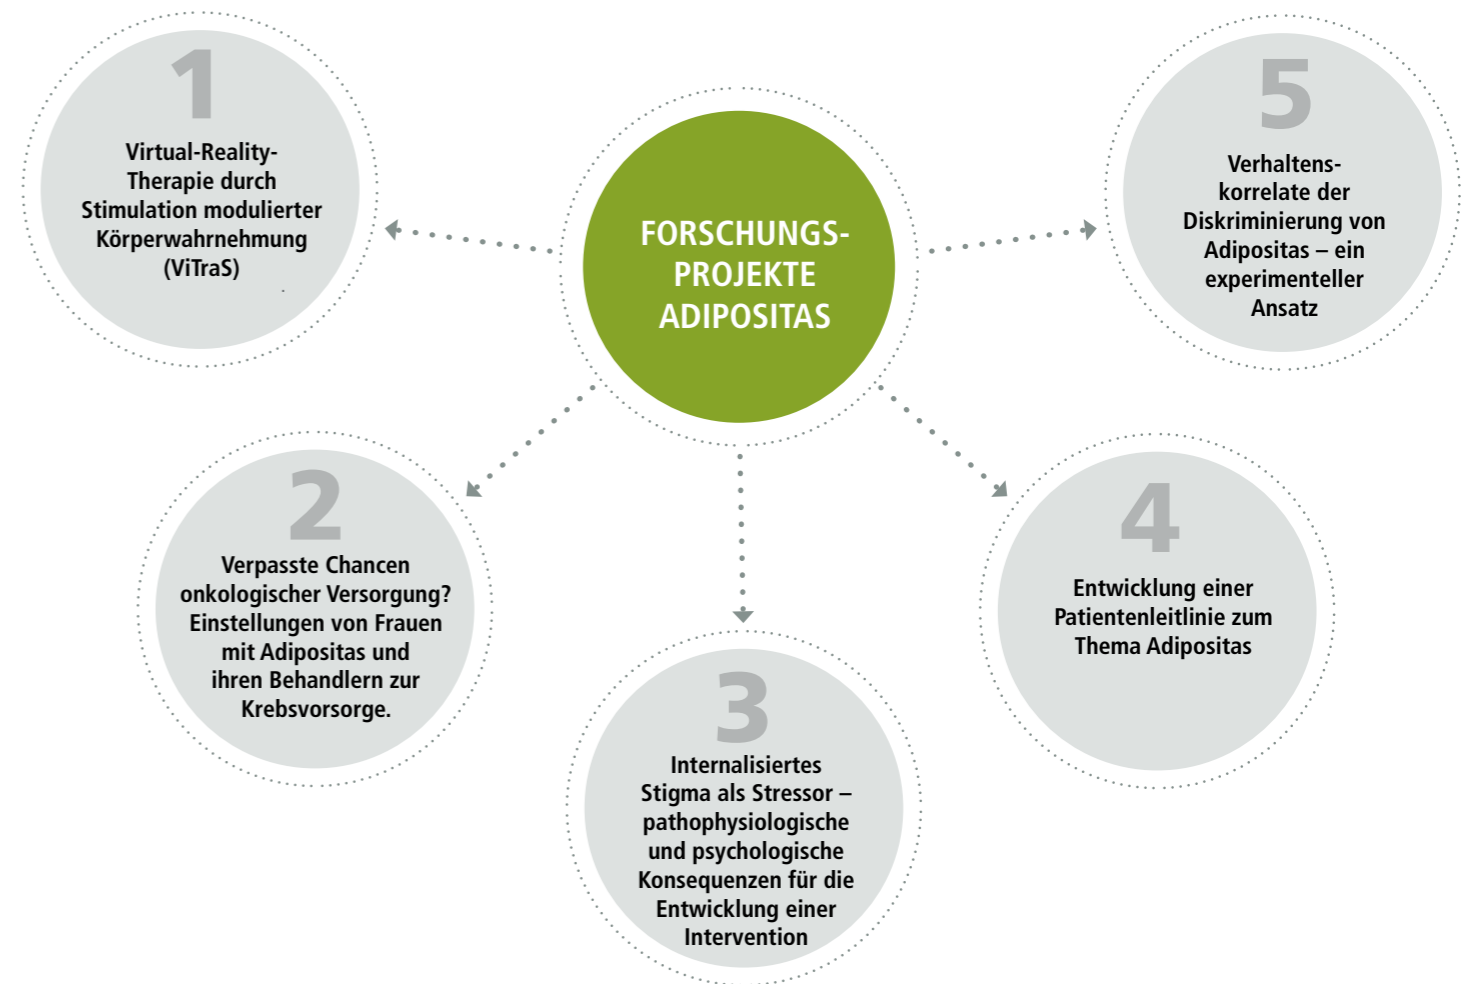 FORSCHUNGS-
PROJEKTE
ADIPOSITAS
1
Virtual-Reality-
Therapie durch
Stimulation modulierter
Körperwahrnehmung
(ViTraS)
2
Verpasste Chancen
onkologischer Versorgung?
Einstellungen von Frauen
mit Adipositas und
ihren Behandlern zur
Krebsvorsorge.
3
Internalisiertes
Stigma als Stressor –
pathophysiologische
und psychologische
Konsequenzen für die
Entwicklung einer
Intervention
4
Entwicklung einer
Patientenleitlinie zum
Thema Adipositas
5
Verhaltens-
korrelate der
Diskriminierung von
Adipositas – ein
experimenteller
Ansatz